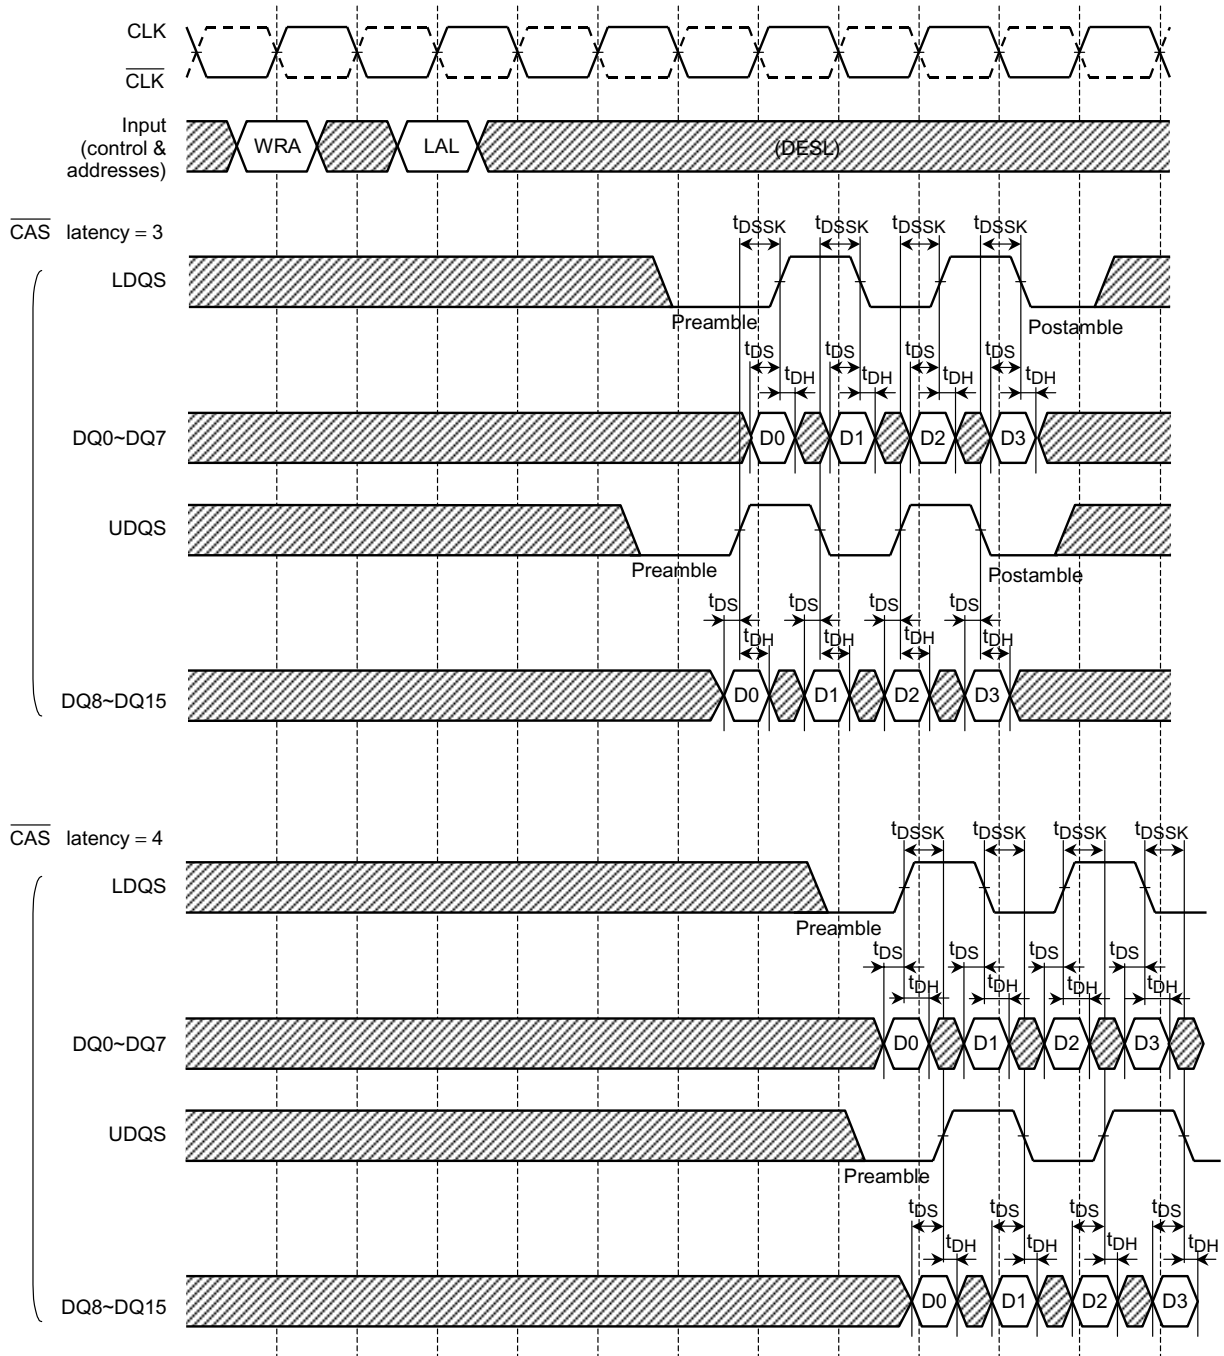 CLK
CLK
Input
(control &
addresses)
WRA
LAL
(DESL)
CAS latency = 3
tDSSK tDSSK tDSSK tDSSK
LDQS
Preamble
Postamble
tDS tDS tDS tDS
tDH tDH tDH tDH
DQ0~DQ7
D0 D1 D2 D3
UDQS
Preamble
Postamble
tDS tDS tDS tDS
tDH tDH tDH tDH
DQ8~DQ15
D0 D1 D2 D3
CAS latency = 4
tDSSK tDSSK tDSSK tDSSK
LDQS
Preamble
tDS tDS tDS tDS
tDH tDH tDH tDH
DQ0~DQ7
D0 D1 D2 D3
UDQS
Preamble
tDS tDS tDS tDS
tDH tDH tDH tDH
DQ8~DQ15
D0 D1 D2 D3